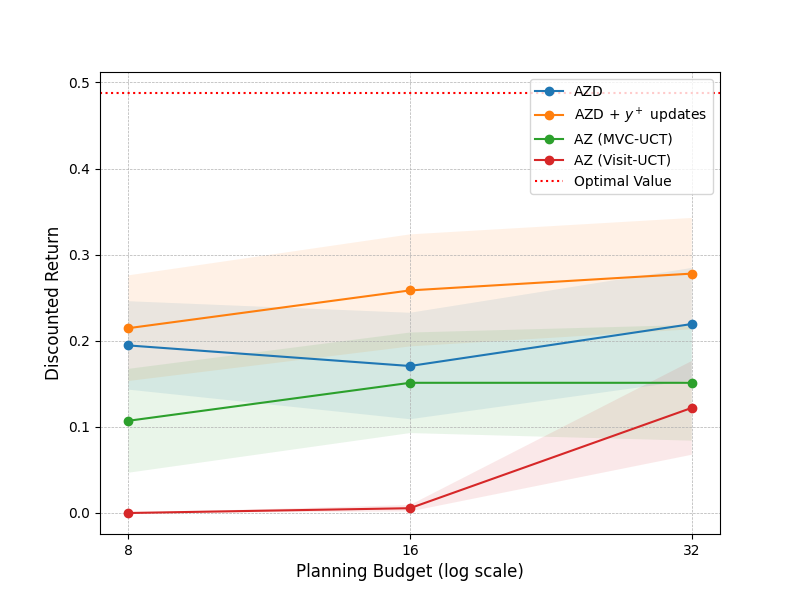 0.5
0.4
0.3
0.2
0.1
0.0
Discounted Return
AZD
AZD + y⁺ updates
AZ (MVC-UCT)
AZ (Visit-UCT)
Optimal Value
8
16
32
Planning Budget (log scale)